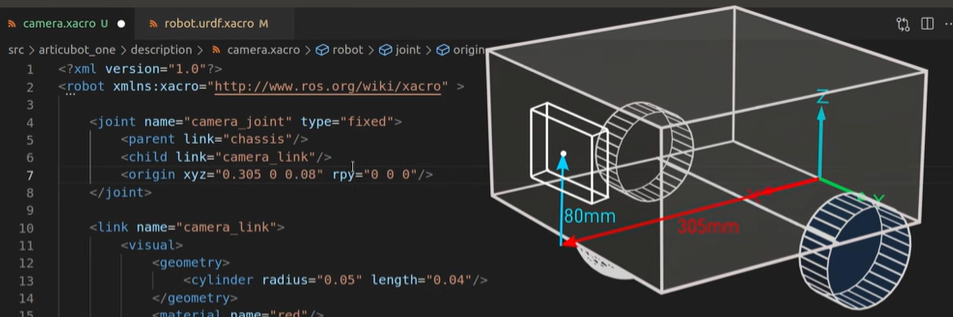 camera.xacro U ●
robot.urdf.xacro M
src > articubot_one > description > camera.xacro > robot > joint > origin
1 <?xml version="1.0"?>
2 <robot xmlns:xacro="http://www.ros.org/wiki/xacro" >
3
4 <joint name="camera_joint" type="fixed">
5 <parent link="chassis"/>
6 <child link="camera_link"/>
7 <origin xyz="0.305 0 0.08" rpy="0 0 0"/>
8 </joint>
9
10 <link name="camera_link">
11 <visual>
12 <geometry>
13 <cylinder radius="0.05" length="0.04"/>
14 </geometry>
15 <material name="red"/>
Z
Y
80mm
305mm